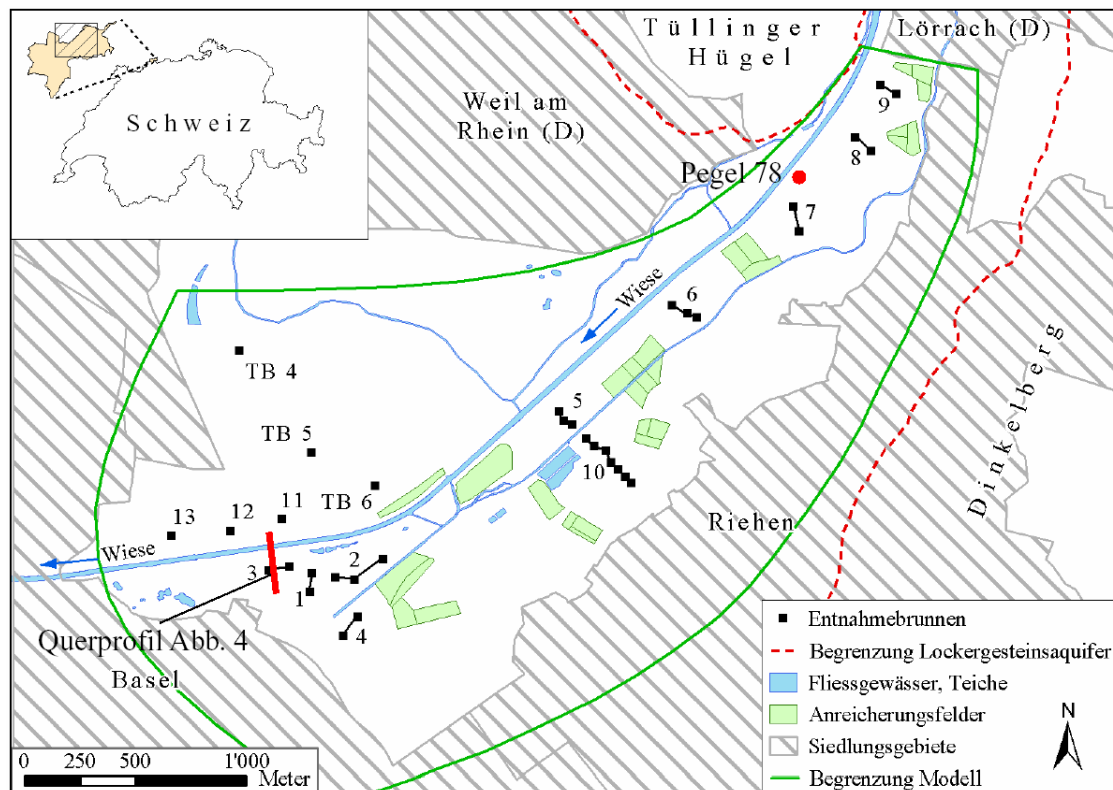 Schweiz
Tüllinger
Hügel
Lörrach (D)
Weil am
Rhein (D)
9
8
Pegel 78
7
Wiese
6
TB 4
5
TB 5
10
TB 6
Riehen
Dinkelberg
11
12
13
Wiese
3
2
1
4
Querprofil Abb. 4
Basel
0 250 500 1'000
Meter
Entnahmebrunnen
Begrenzung Lockergesteinsaquifer
Fliessgewässer, Teiche
Anreicherungsfelder
Siedlungsgebiete
Begrenzung Modell
N